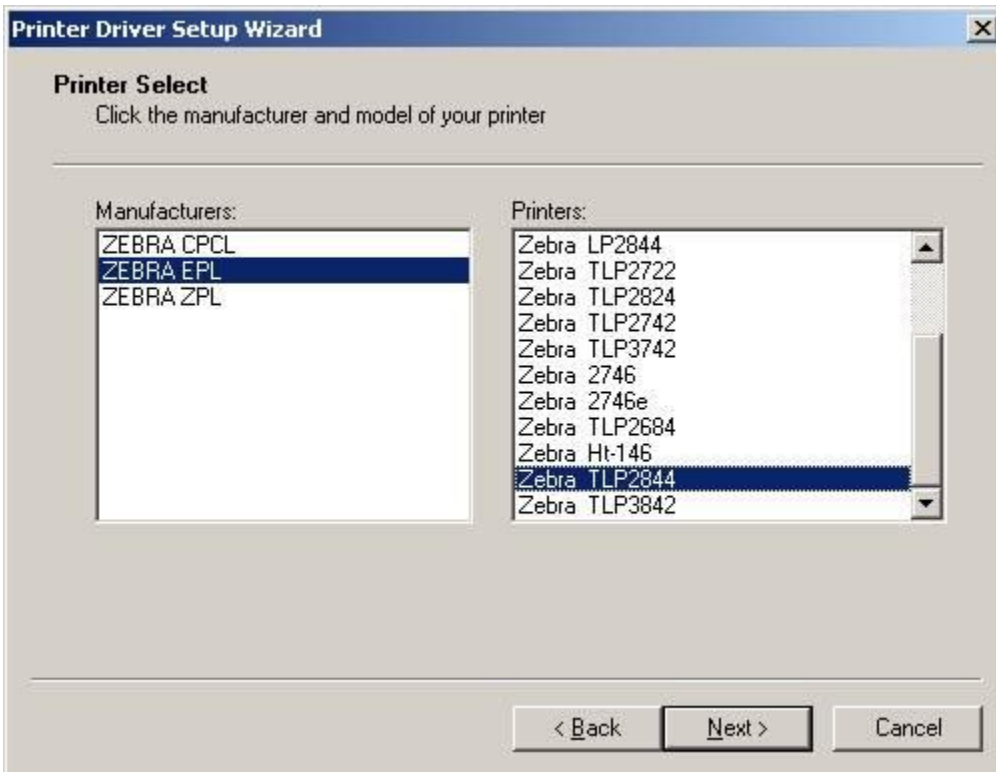 Printer Driver Setup Wizard
Printer Select
Click the manufacturer and model of your printer
Manufacturers:
ZEBRA CPCL
ZEBRA EPL
ZEBRA ZPL
Printers:
Zebra LP2844
Zebra TLP2722
Zebra TLP2824
Zebra TLP2742
Zebra TLP3742
Zebra 2746
Zebra 2746e
Zebra TLP2684
Zebra Ht-146
Zebra TLP2844
Zebra TLP3842
< Back
Next >
Cancel